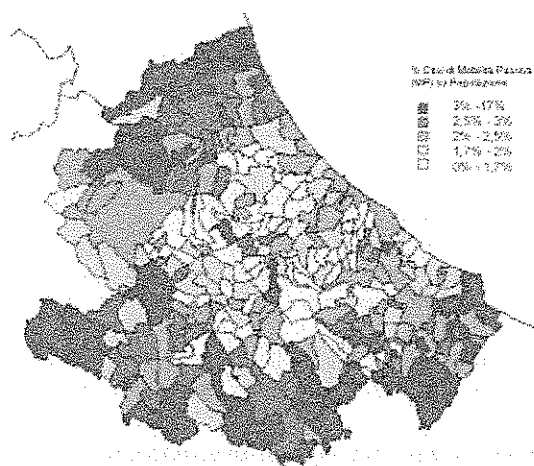 % Casi di Mobilità Passiva
(MP) su Popolazione
3% -17%
2,5% - 3%
2% - 2,5%
1,7% - 2%
0% - 1,7%